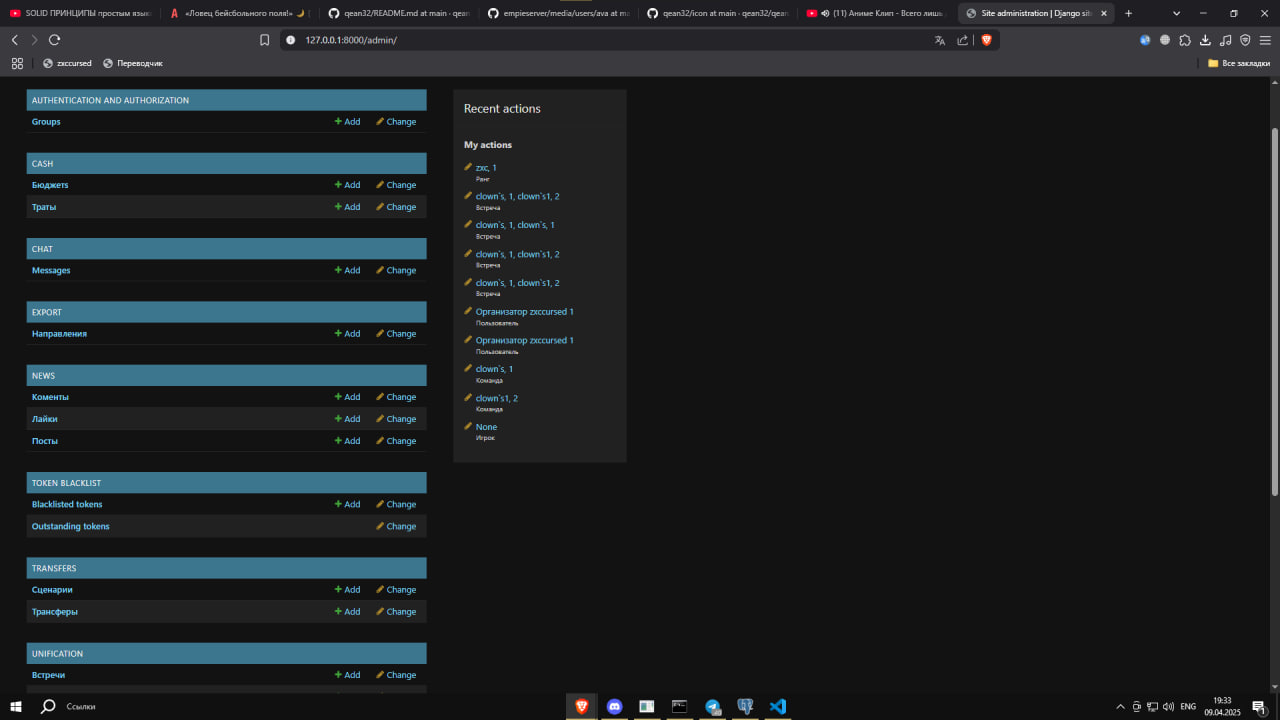 SOLID ПРИНЦИПЫ простым языко
«Ловец бейсбольного поля!»
qean32/README.md at main · qean
empieserver/media/users/ava at ma
qean32/icon at main · qean32/qean
(11) Аниме Клип - Всего лишь
Site administration | Django sit
127.0.0.1:8000/admin/
zxccursed
Переводчик
Все закладки
AUTHENTICATION AND AUTHORIZATION
Groups Add Change
CASH
Бюджеты Add Change
Траты Add Change
CHAT
Messages Add Change
EXPORT
Направления Add Change
NEWS
Коменты Add Change
Лайки Add Change
Посты Add Change
TOKEN BLACKLIST
Blacklisted tokens Add Change
Outstanding tokens Change
TRANSFERS
Сценарии Add Change
Трансферы Add Change
UNIFICATION
Встречи Add Change
Recent actions
My actions
zxc, 1
Ранг
clown`s, 1, clown`s1, 2
Встреча
clown`s, 1, clown`s, 1
Встреча
clown`s, 1, clown`s1, 2
Встреча
clown`s, 1, clown`s1, 2
Встреча
Организатор zxccursed 1
Пользователь
Организатор zxccursed 1
Пользователь
clown`s, 1
Команда
clown`s1, 2
Команда
None
Игрок
Ссылки
ENG
19:33
09.04.2025